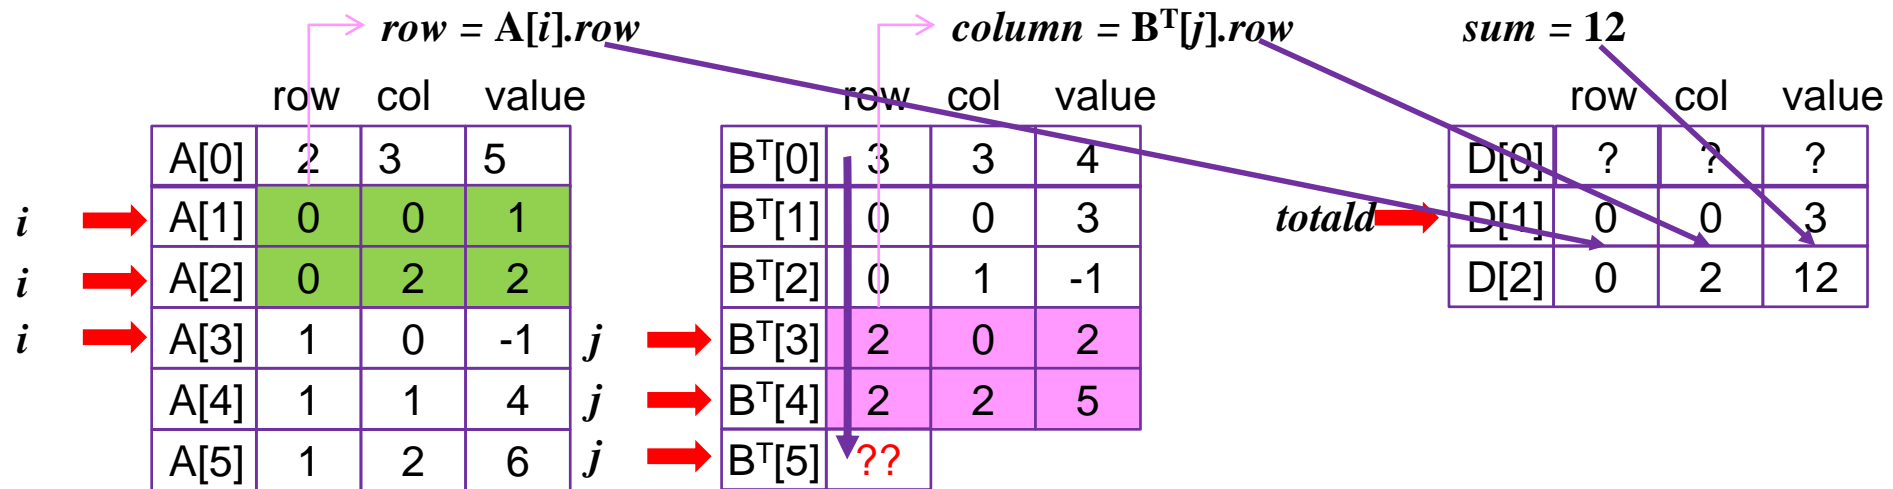 row = A[i].row column = Bᵀ[j].row sum = 12
row col value row col value row col value
A[0] 2 3 5 Bᵀ[0] 3 3 4 D[0] ? ? ?
i A[1] 0 0 1 Bᵀ[1] 0 0 3 totald D[1] 0 0 3
i A[2] 0 2 2 Bᵀ[2] 0 1 -1 D[2] 0 2 12
i A[3] 1 0 -1 j Bᵀ[3] 2 0 2
A[4] 1 1 4 j Bᵀ[4] 2 2 5
A[5] 1 2 6 j Bᵀ[5] ??